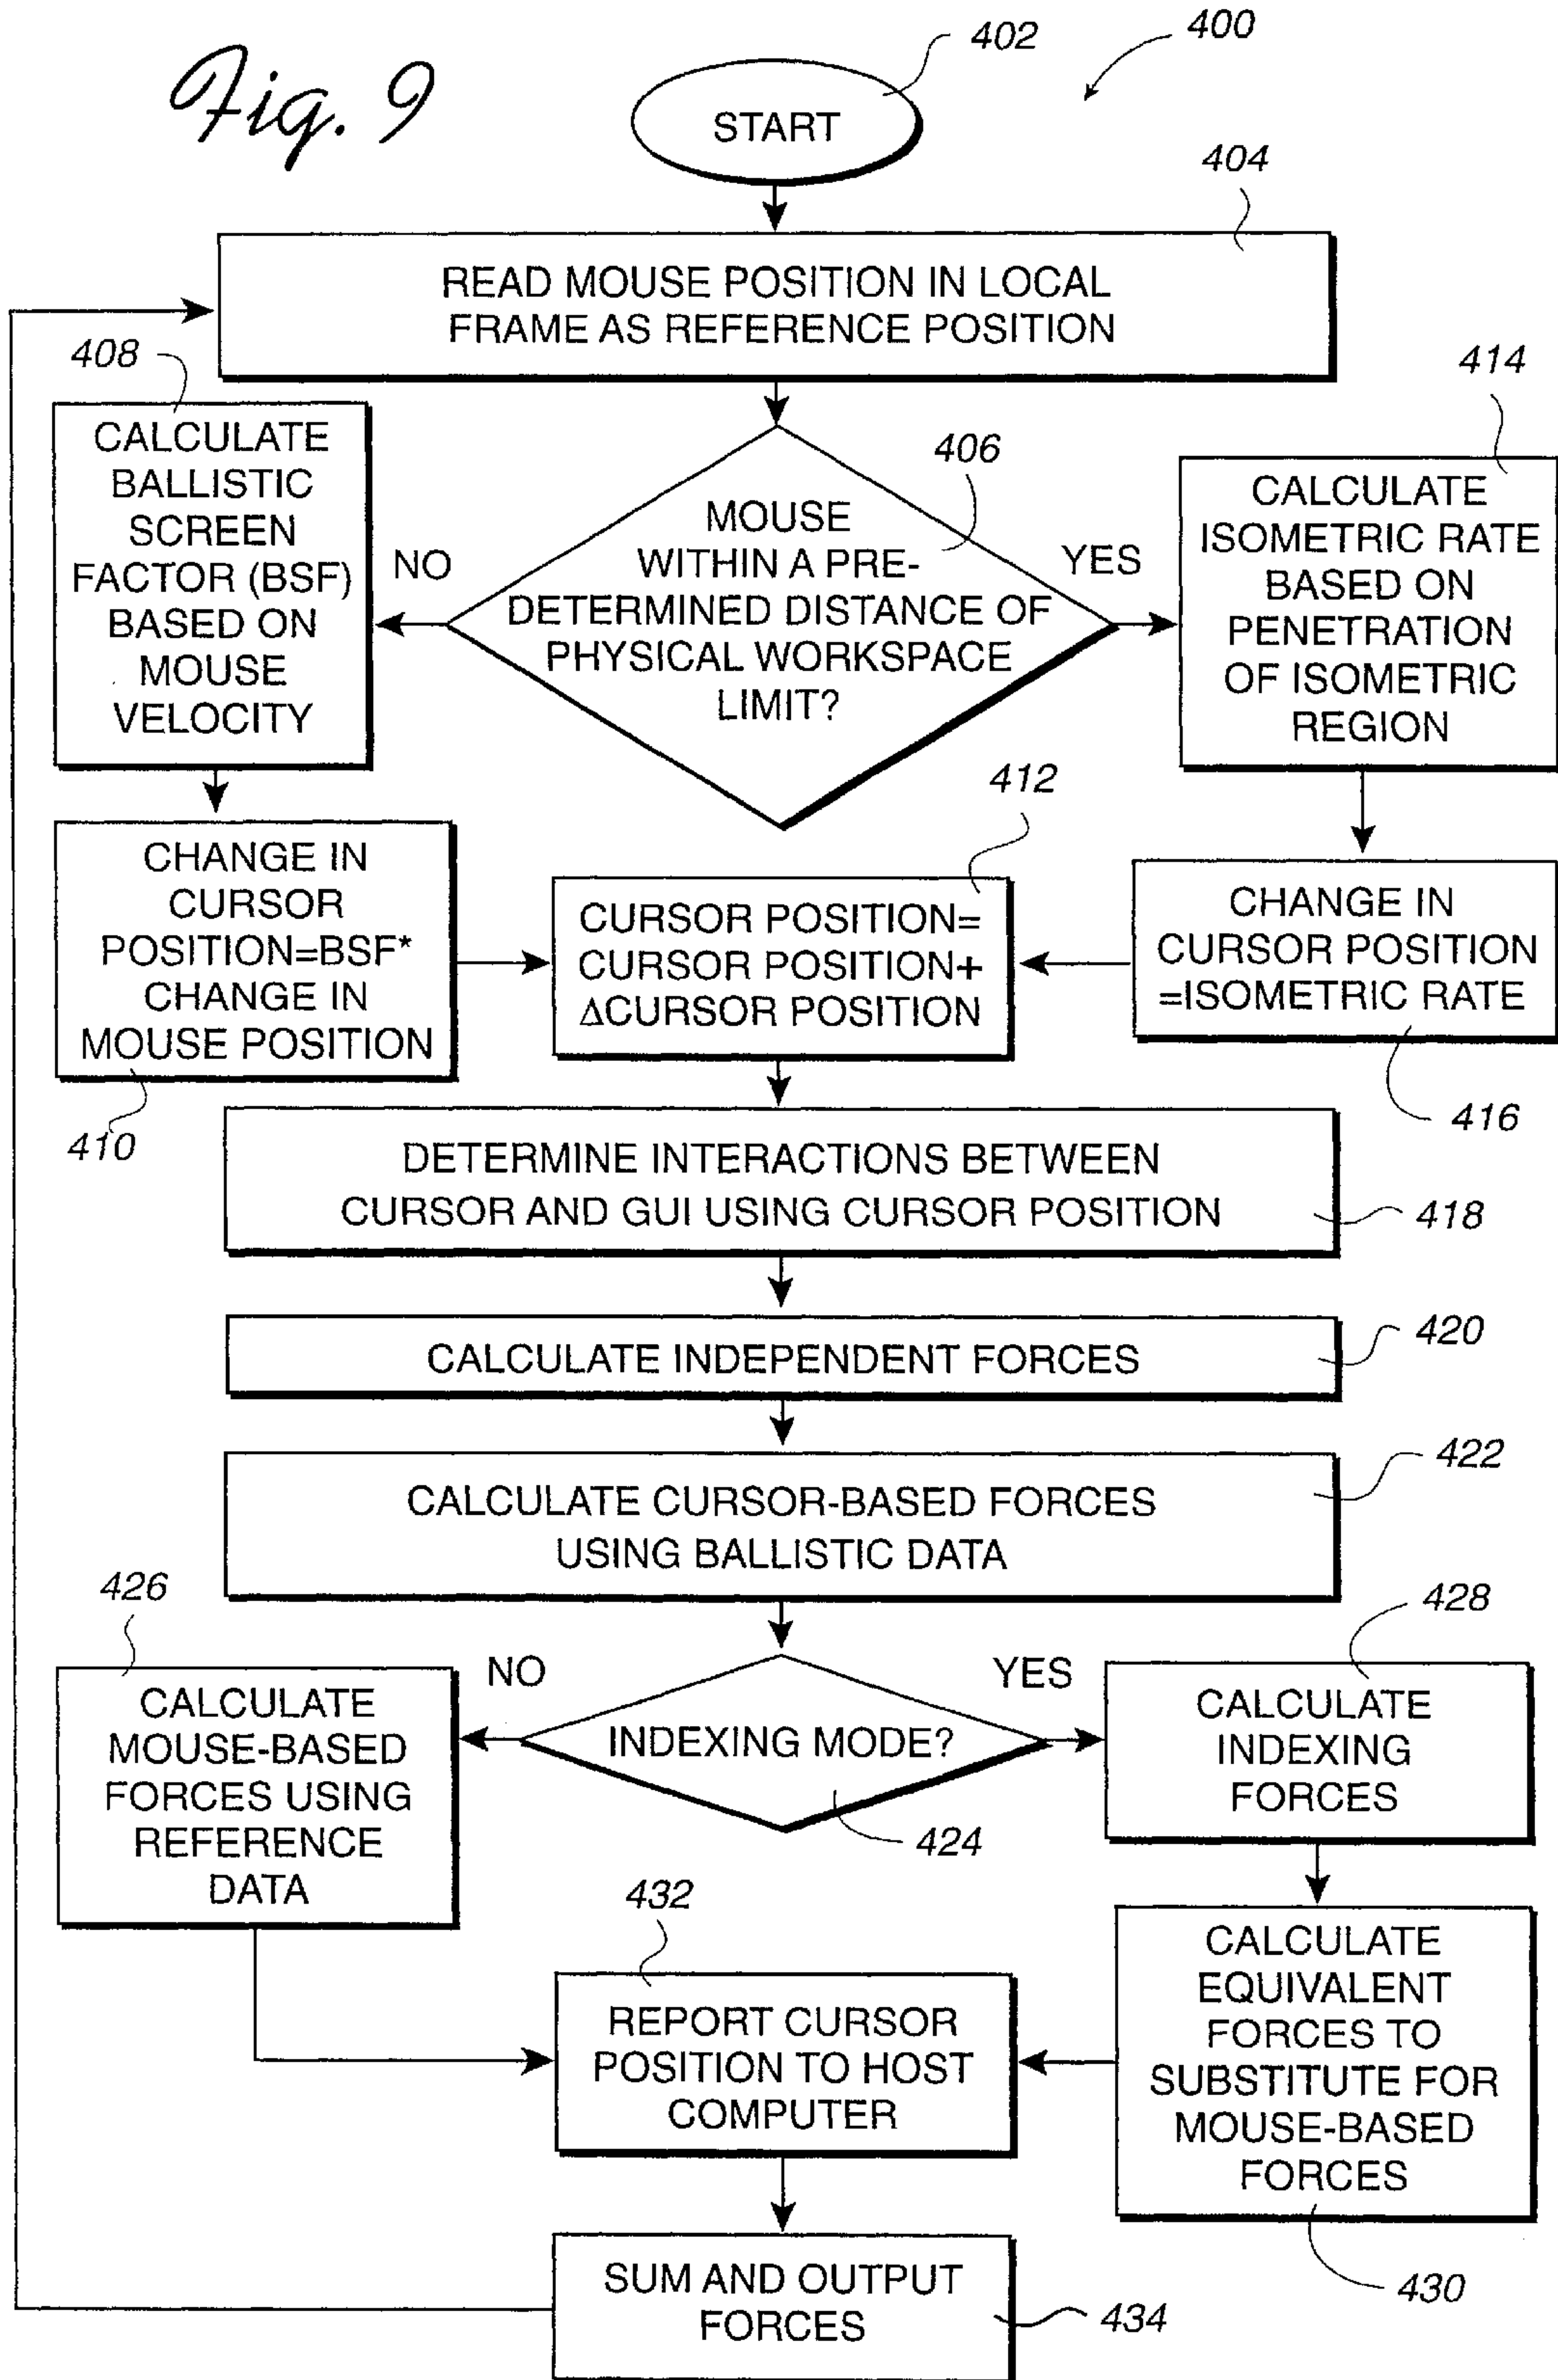 Fig. 9
402
400
START
404
READ MOUSE POSITION IN LOCAL
FRAME AS REFERENCE POSITION
408
CALCULATE
BALLISTIC
SCREEN
FACTOR (BSF)
BASED ON
MOUSE
VELOCITY
NO
406
MOUSE
WITHIN A PRE-
DETERMINED DISTANCE OF
PHYSICAL WORKSPACE
LIMIT?
YES
414
CALCULATE
ISOMETRIC RATE
BASED ON
PENETRATION
OF ISOMETRIC
REGION
CHANGE IN
CURSOR
POSITION=BSF*
CHANGE IN
MOUSE POSITION
410
412
CURSOR POSITION=
CURSOR POSITION+
ΔCURSOR POSITION
CHANGE IN
CURSOR POSITION
=ISOMETRIC RATE
416
DETERMINE INTERACTIONS BETWEEN
CURSOR AND GUI USING CURSOR POSITION
418
CALCULATE INDEPENDENT FORCES
420
CALCULATE CURSOR-BASED FORCES
USING BALLISTIC DATA
422
426
CALCULATE
MOUSE-BASED
FORCES USING
REFERENCE
DATA
NO
INDEXING MODE?
424
YES
428
CALCULATE
INDEXING
FORCES
432
REPORT CURSOR
POSITION TO HOST
COMPUTER
CALCULATE
EQUIVALENT
FORCES TO
SUBSTITUTE FOR
MOUSE-BASED
FORCES
430
SUM AND OUTPUT
FORCES
434